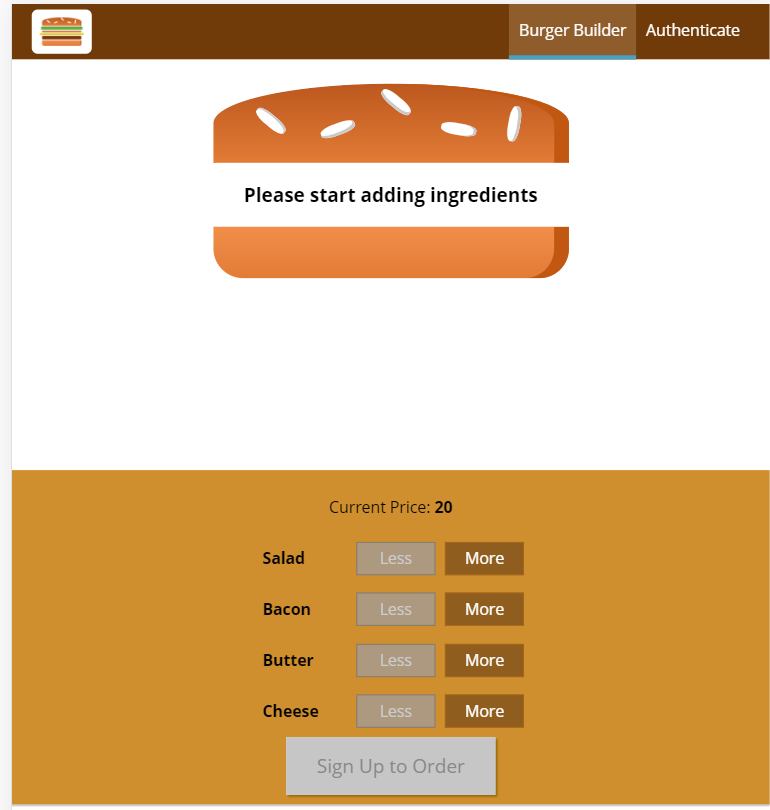 Burger Builder Authenticate
Please start adding ingredients
Current Price: 20
Salad Less More
Bacon Less More
Butter Less More
Cheese Less More
Sign Up to Order